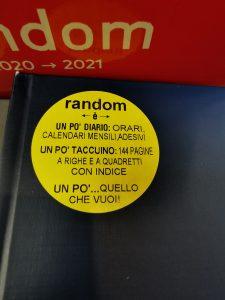 ndom
2020 → 2021
random
←è→
UN PO' DIARIO: ORARI,
CALENDARI MENSILI, ADESIVI
UN PO' TACCUINO: 144 PAGINE
A RIGHE E A QUADRETTI
CON INDICE
UN PO'...QUELLO
CHE VUOI!